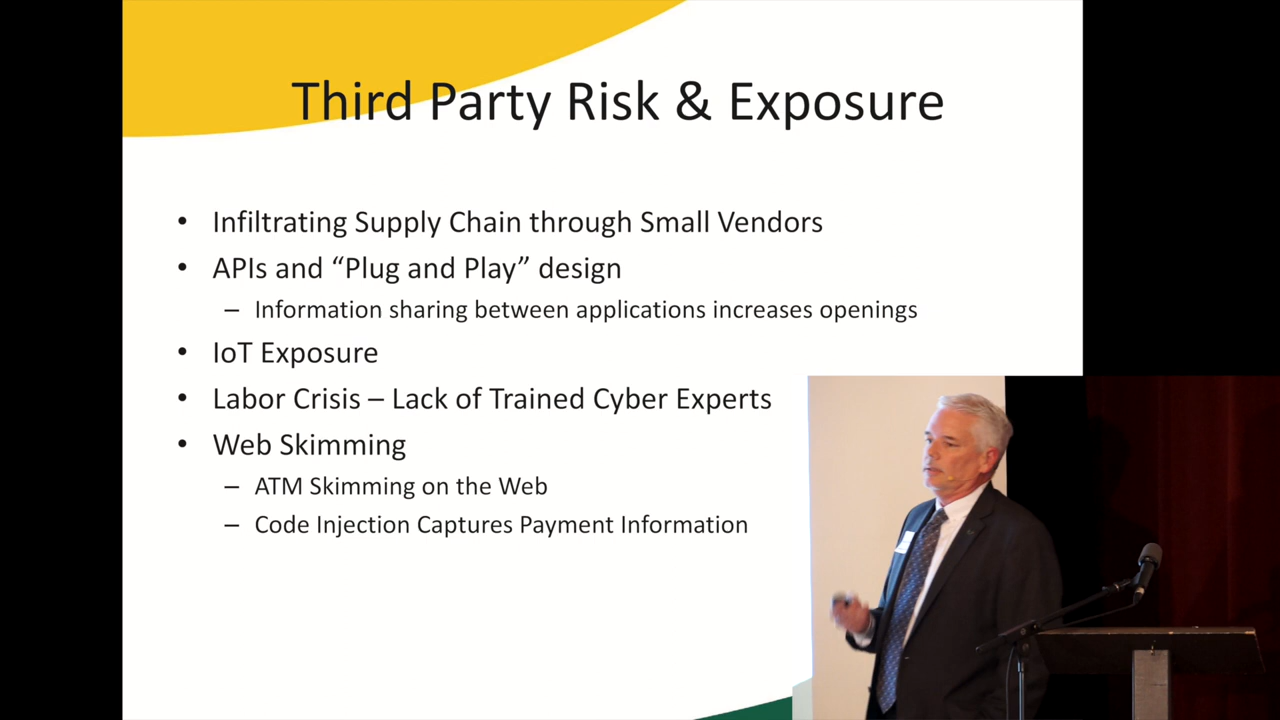 Third Party Risk & Exposure
• Infiltrating Supply Chain through Small Vendors
• APIs and “Plug and Play” design
– Information sharing between applications increases openings
• IoT Exposure
• Labor Crisis – Lack of Trained Cyber Experts
• Web Skimming
– ATM Skimming on the Web
– Code Injection Captures Payment Information